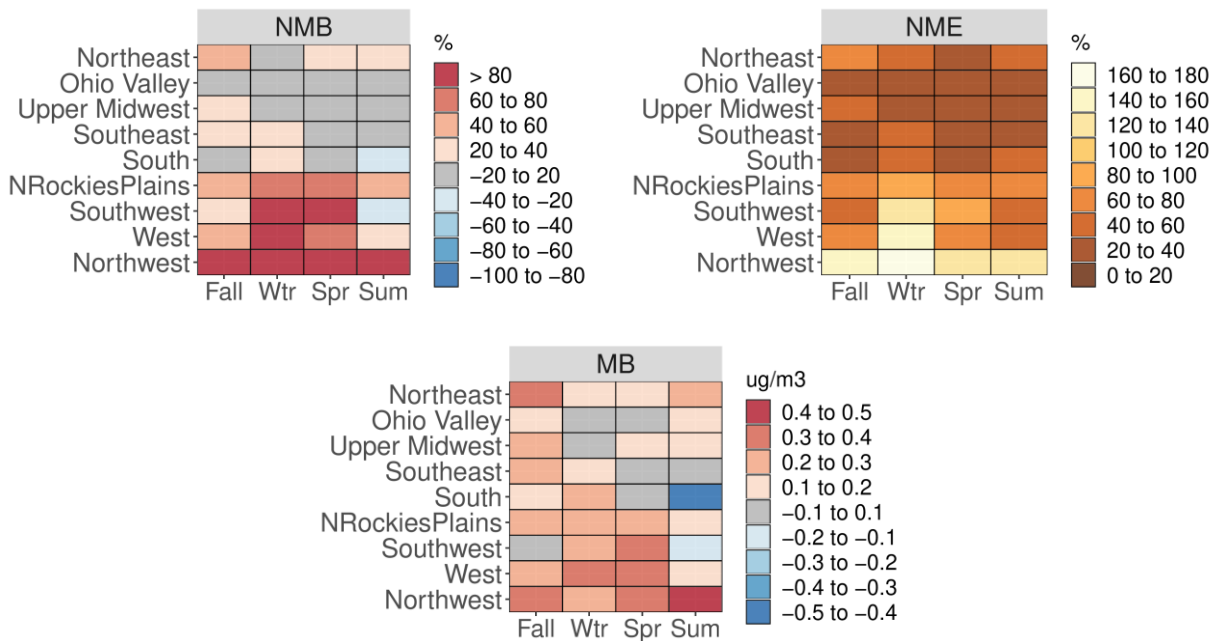 NMB
Northeast
Ohio Valley
Upper Midwest
Southeast
South
NRockiesPlains
Southwest
West
Northwest
Fall Wtr Spr Sum
%
> 80
60 to 80
40 to 60
20 to 40
−20 to 20
−40 to −20
−60 to −40
−80 to −60
−100 to −80
NME
Northeast
Ohio Valley
Upper Midwest
Southeast
South
NRockiesPlains
Southwest
West
Northwest
Fall Wtr Spr Sum
%
160 to 180
140 to 160
120 to 140
100 to 120
80 to 100
60 to 80
40 to 60
20 to 40
0 to 20
MB
Northeast
Ohio Valley
Upper Midwest
Southeast
South
NRockiesPlains
Southwest
West
Northwest
Fall Wtr Spr Sum
ug/m3
0.4 to 0.5
0.3 to 0.4
0.2 to 0.3
0.1 to 0.2
−0.1 to 0.1
−0.2 to −0.1
−0.3 to −0.2
−0.4 to −0.3
−0.5 to −0.4